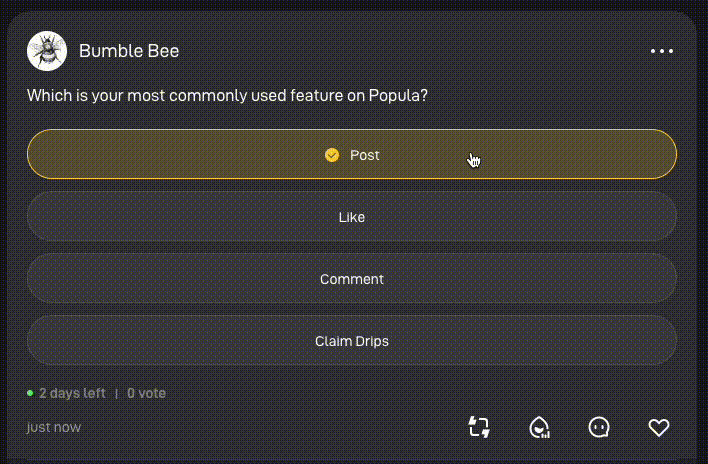 Bumble Bee
Which is your most commonly used feature on Popula?
Post
Like
Comment
Claim Drips
2 days left | 0 vote
just now